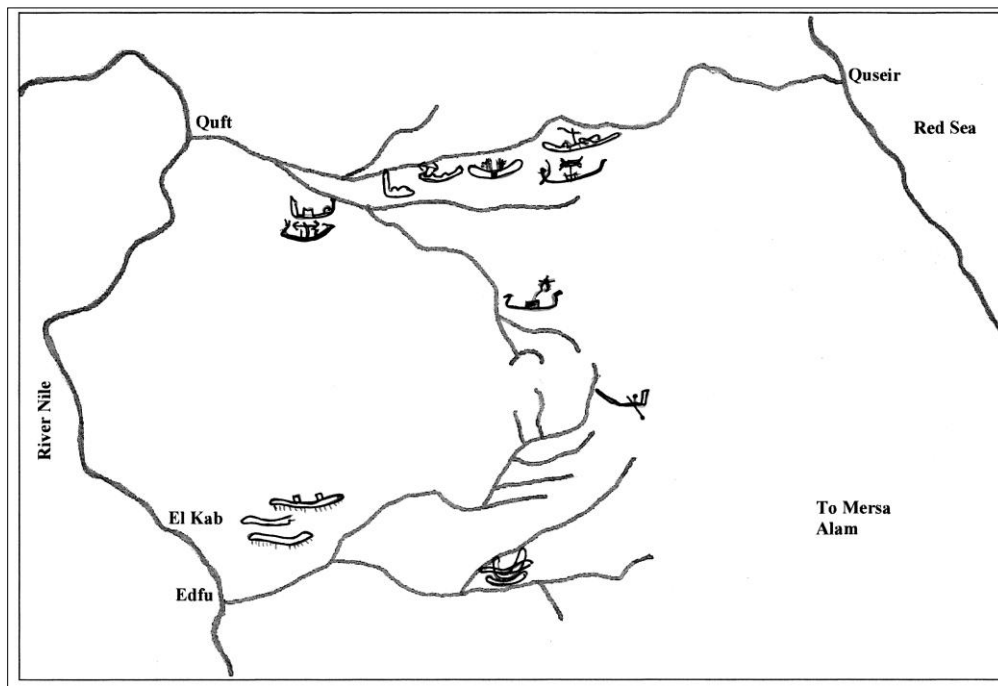 Quseir
Quft
Red Sea
River Nile
El Kab
To Mersa
Alam
Edfu